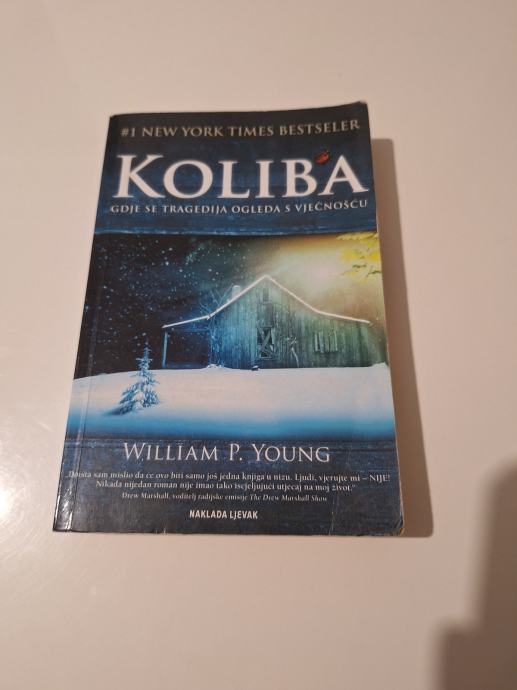 #1 NEW YORK TIMES BESTSELLER
KOLIBA
GDJE SE TRAGEDIJA OGLEDA S VJEČNOŠĆU
WILLIAM P. YOUNG
„Doista sam mislio da će ovo biti samo još jedna knjiga u nizu. Ljudi, vjerujte mi – NIJE!
Nikada nijedan roman nije imao tako iscjeljujući utjecaj na moj život."
Drew Marshall, voditelj radijske emisije The Drew Marshall Show
NAKLADA LJEVAK